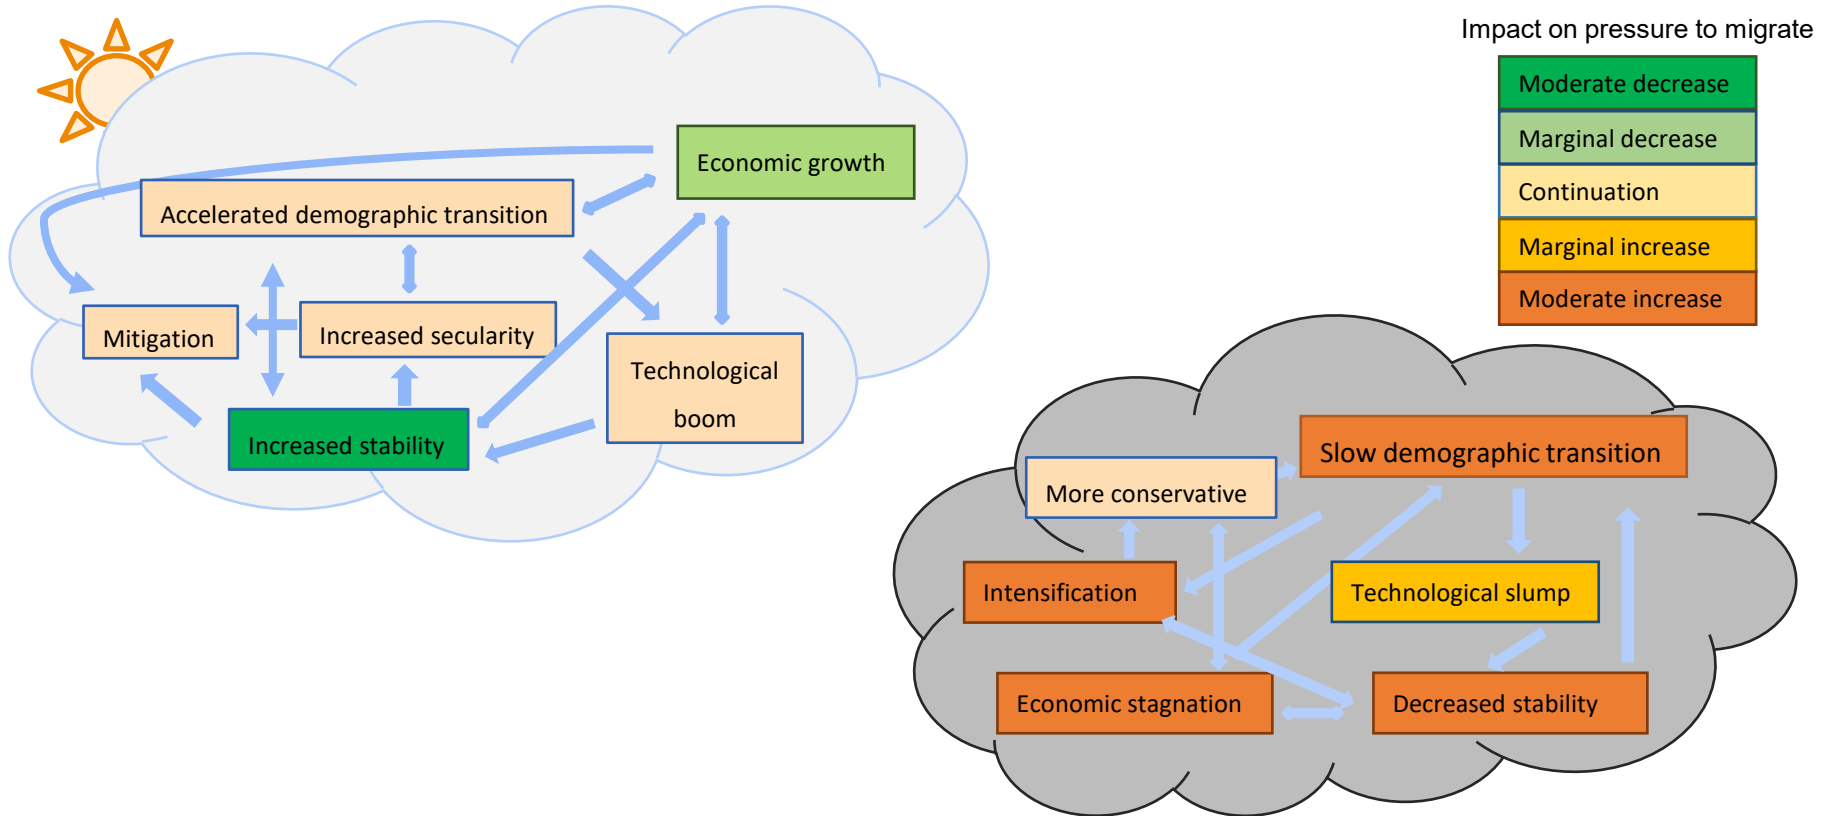 Impact on pressure to migrate
Moderate decrease
Marginal decrease
Continuation
Marginal increase
Moderate increase
Economic growth
Accelerated demographic transition
Mitigation
Increased secularity
Technological
boom
Increased stability
Slow demographic transition
More conservative
Intensification
Technological slump
Economic stagnation
Decreased stability